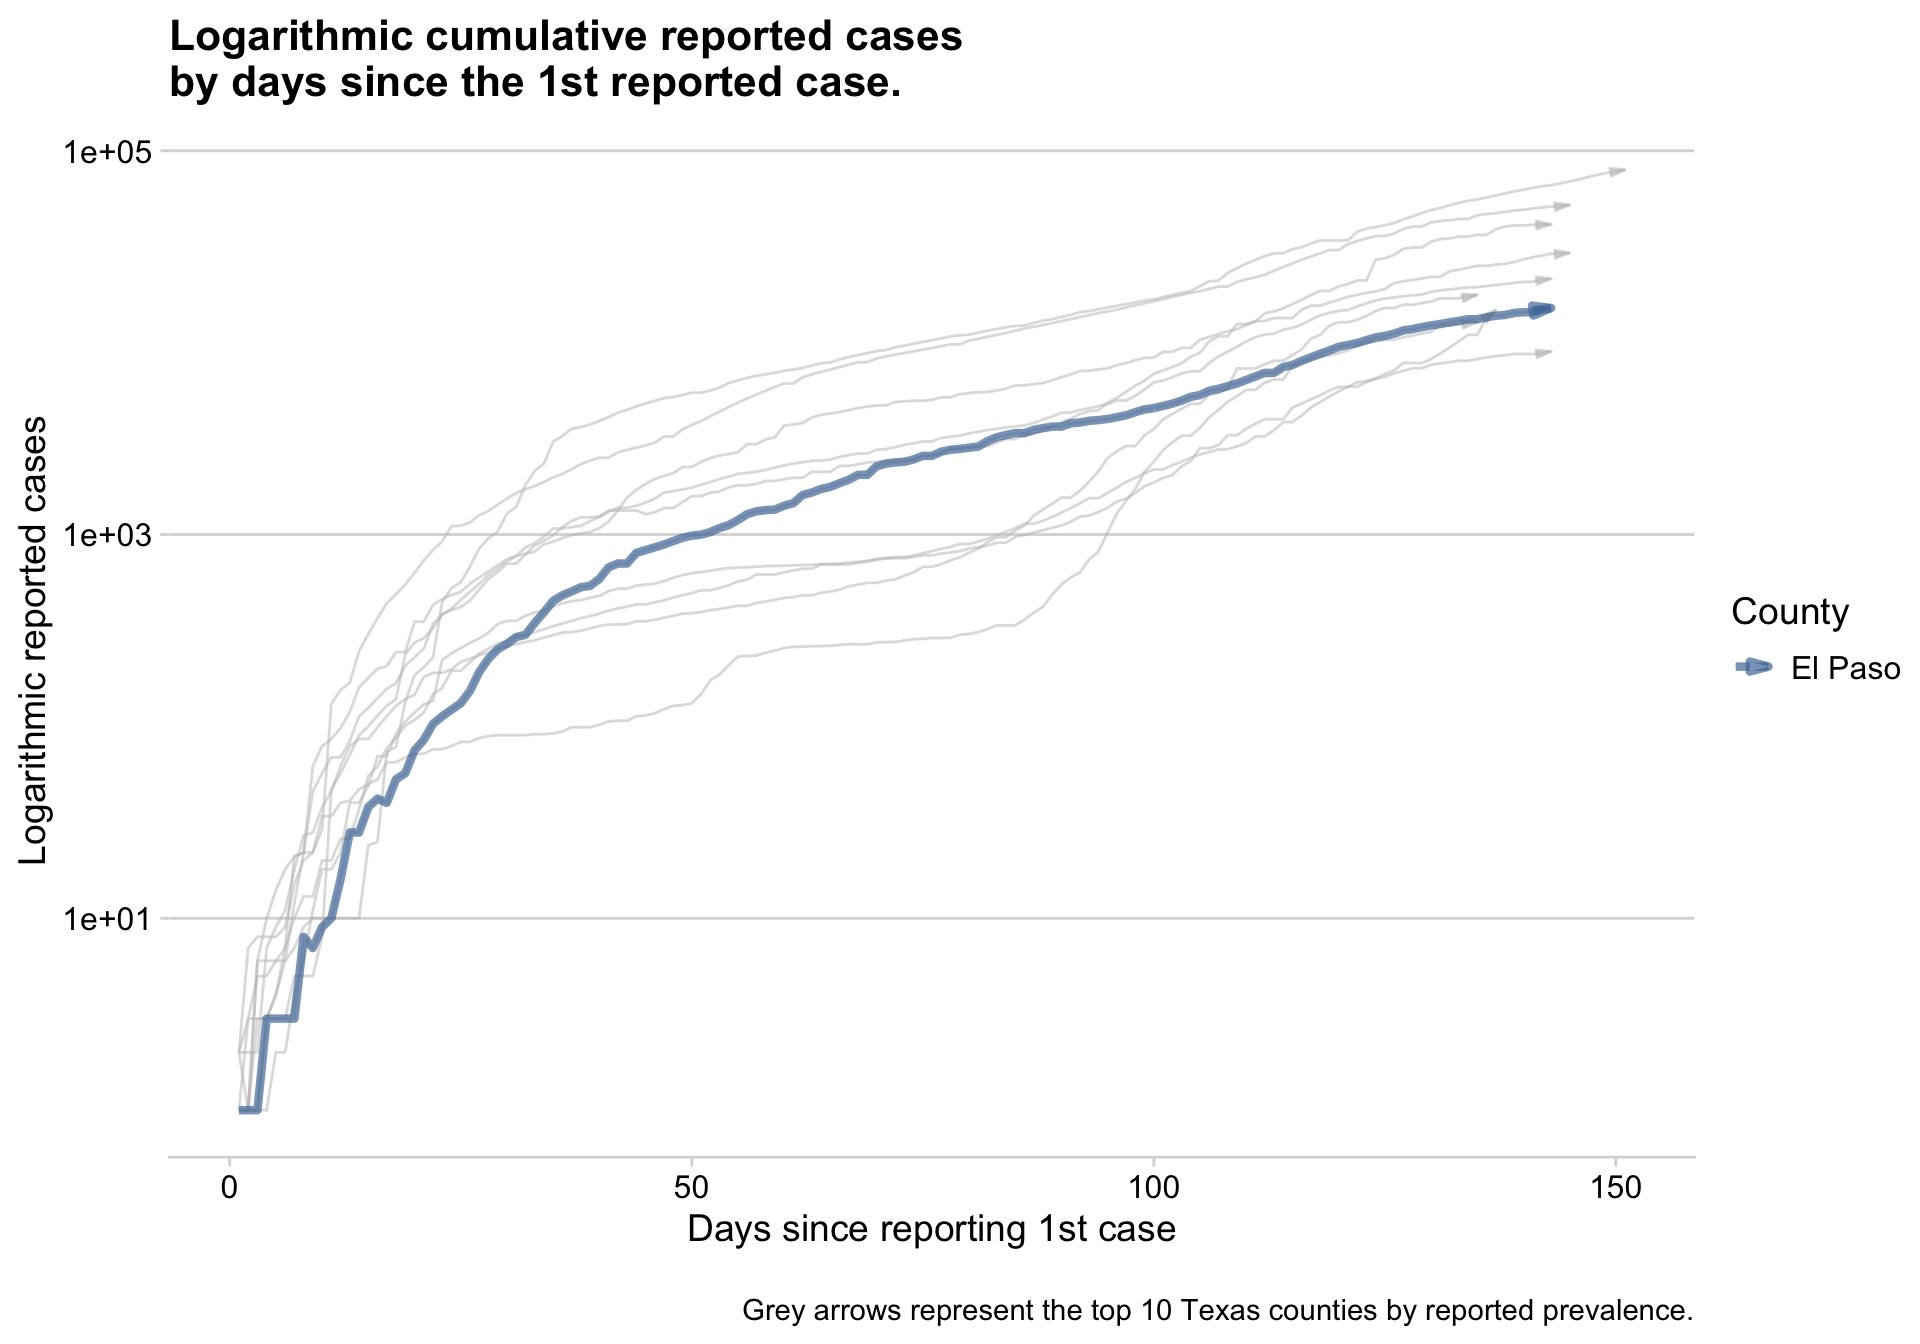 Logarithmic cumulative reported cases
by days since the 1st reported case.
1e+05
1e+03
1e+01
Logarithmic reported cases
0
50
100
150
Days since reporting 1st case
County
El Paso
Grey arrows represent the top 10 Texas counties by reported prevalence.